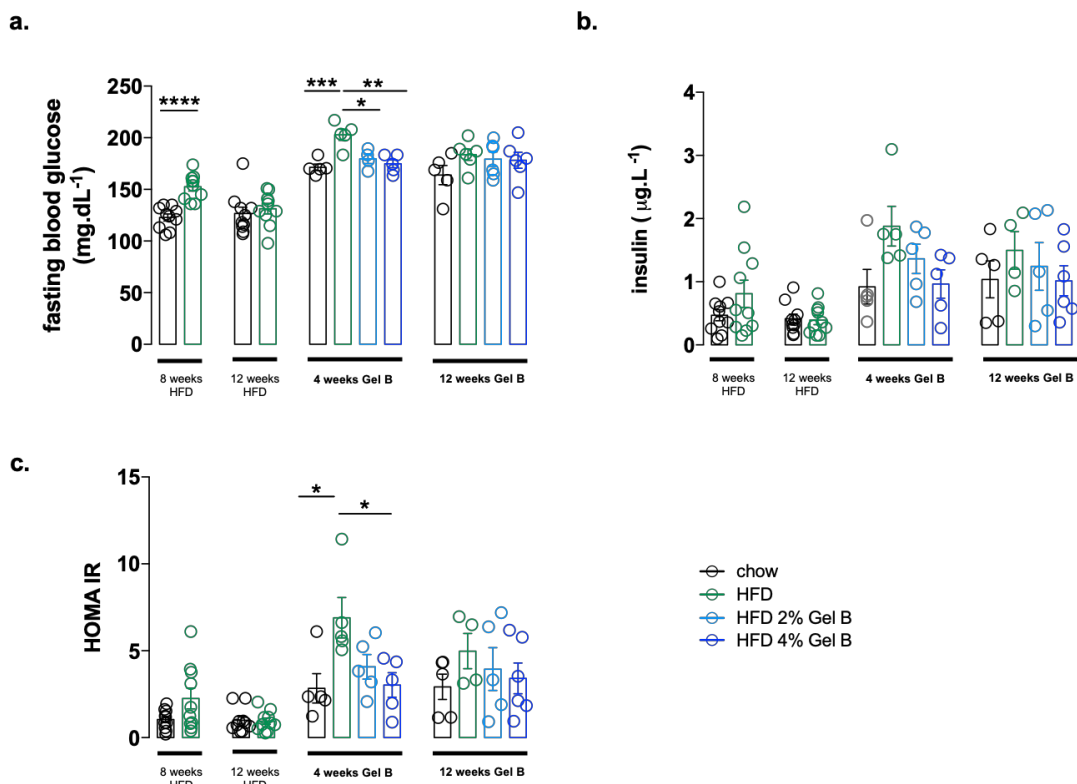 a.
fasting blood glucose
(mg.dL-1)
250
200
150
100
50
0
****
***
**
*
8 weeks
HFD
12 weeks
HFD
4 weeks Gel B
12 weeks Gel B
b.
insulin ( µg.L-1)
4
3
2
1
0
8 weeks
HFD
12 weeks
HFD
4 weeks Gel B
12 weeks Gel B
c.
HOMA IR
15
10
5
0
*
*
8 weeks
HFD
12 weeks
HFD
4 weeks Gel B
12 weeks Gel B
chow
HFD
HFD 2% Gel B
HFD 4% Gel B